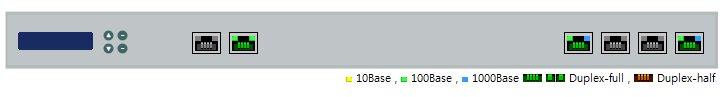 10Base , 100Base , 1000Base Duplex-full , Duplex-half